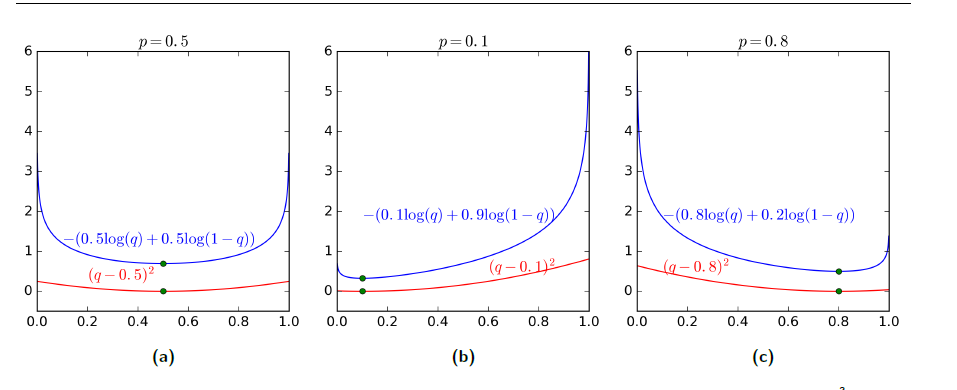 p = 0.5
6
5
4
3
2
1
0
−(0.5log(q) + 0.5log(1 − q))
(q − 0.5)²
0.0 0.2 0.4 0.6 0.8 1.0
(a)
p = 0.1
6
5
4
3
2
1
0
−(0.1log(q) + 0.9log(1 − q))
(q − 0.1)²
0.0 0.2 0.4 0.6 0.8 1.0
(b)
p = 0.8
6
5
4
3
2
1
0
−(0.8log(q) + 0.2log(1 − q))
(q − 0.8)²
0.0 0.2 0.4 0.6 0.8 1.0
(c)